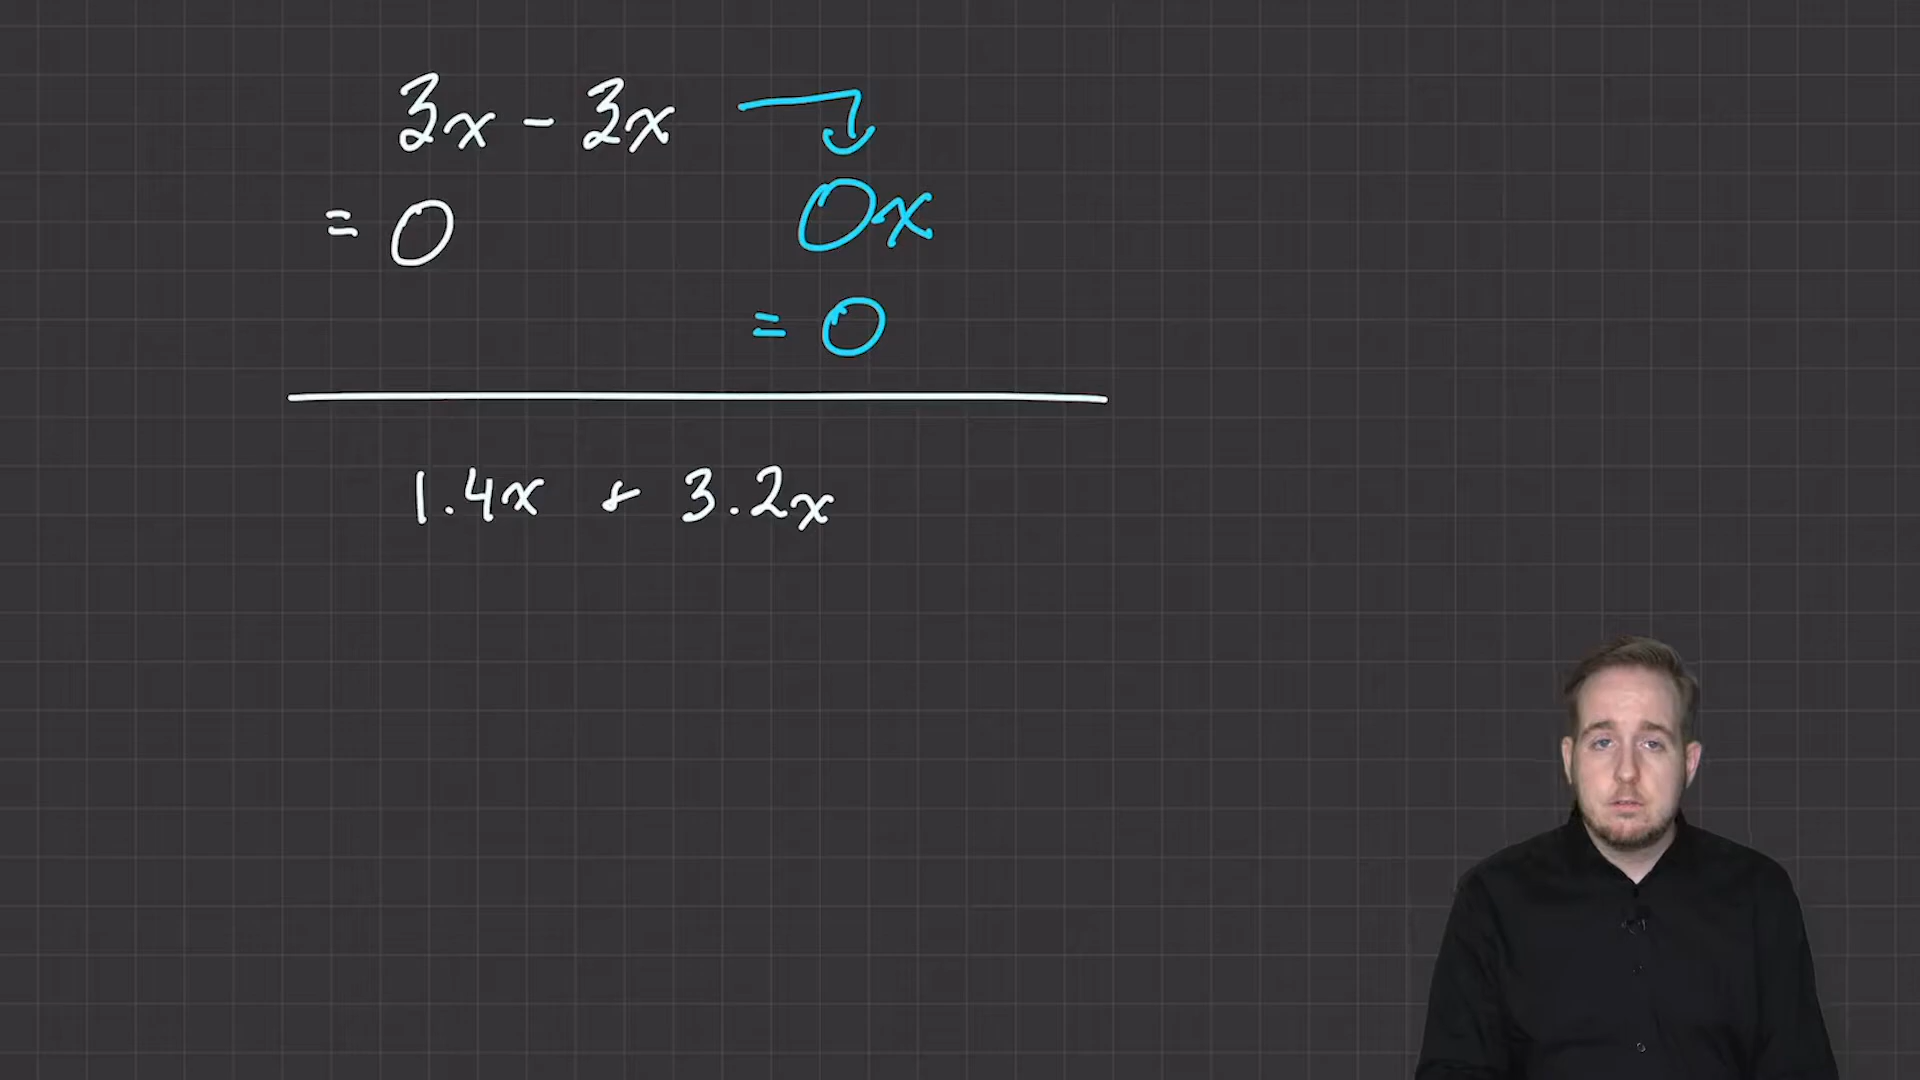 3x - 3x
= 0
0x
= 0
1.4x + 3.2x